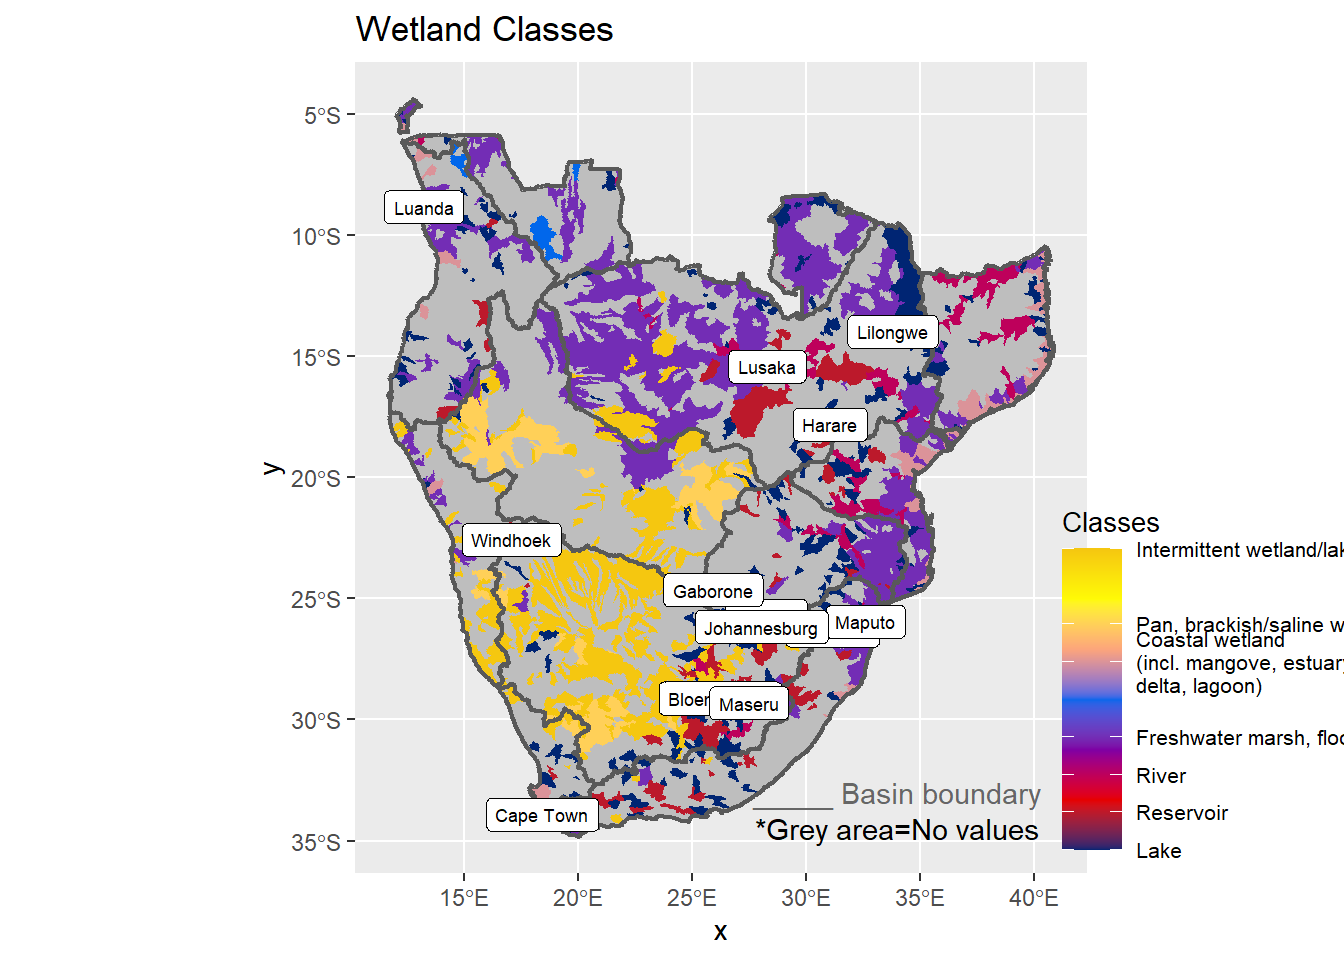 Wetland Classes
5°S
10°S
15°S
20°S
25°S
30°S
35°S
y
Luanda
Lilongwe
Lusaka
Harare
Windhoek
Gaborone
Johannesburg
Maputo
Maseru
Cape Town
Basin boundary
*Grey area=No values
15°E
20°E
25°E
30°E
35°E
40°E
x
Classes
Intermittent wetland/lak
Pan, brackish/saline w
Coastal wetland
(incl. mangove, estuary
delta, lagoon)
Freshwater marsh, floo
River
Reservoir
Lake